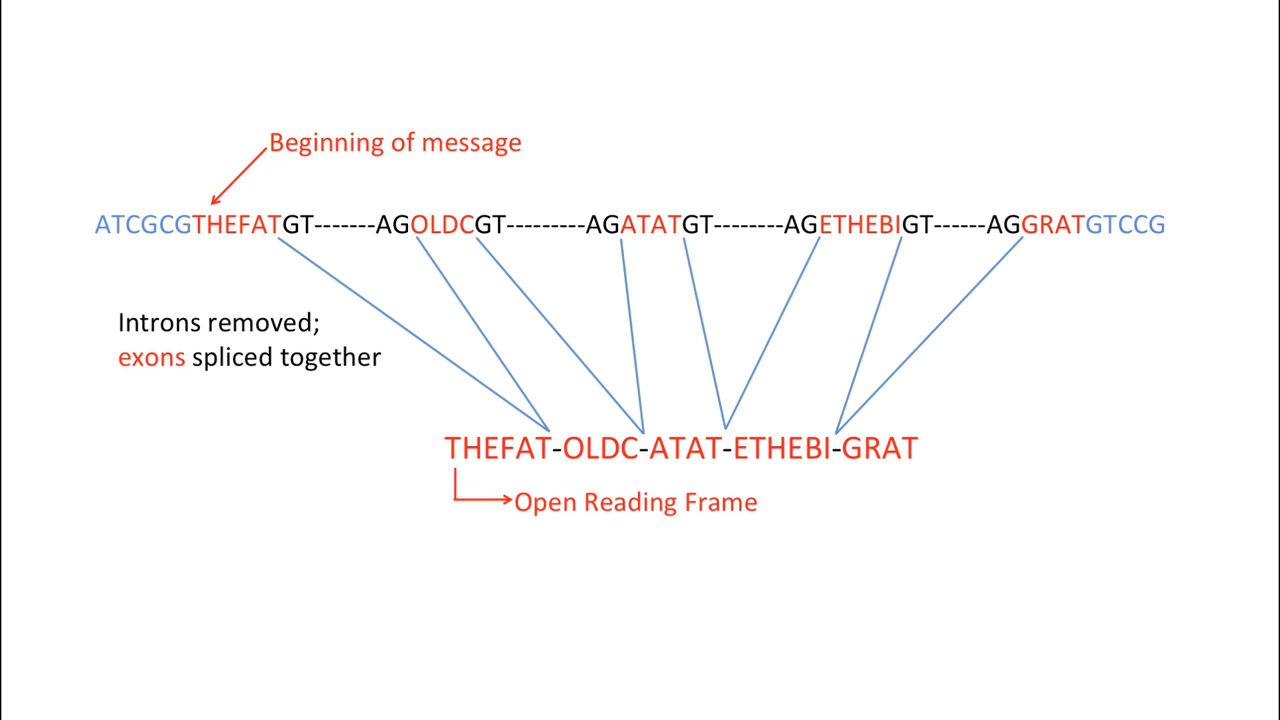 Beginning of message
ATCGCGTHEFATGT-------AGOLDCGT---------AGATATGT--------AGETHEBIGT------AGGRATGTCCG
Introns removed;
exons spliced together
THEFAT-OLDC-ATAT-ETHEBI-GRAT
Open Reading Frame